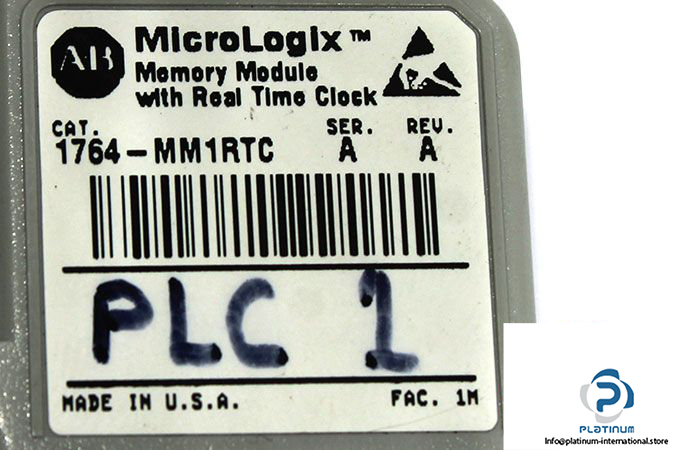 AB MicroLogix™
Memory Module
with Real Time Clock
CAT. SER. REV.
1764-MM1RTC A A
PLC 1
MADE IN U.S.A. FAC. 1M
PLATINUM
Info@platinum-international.store